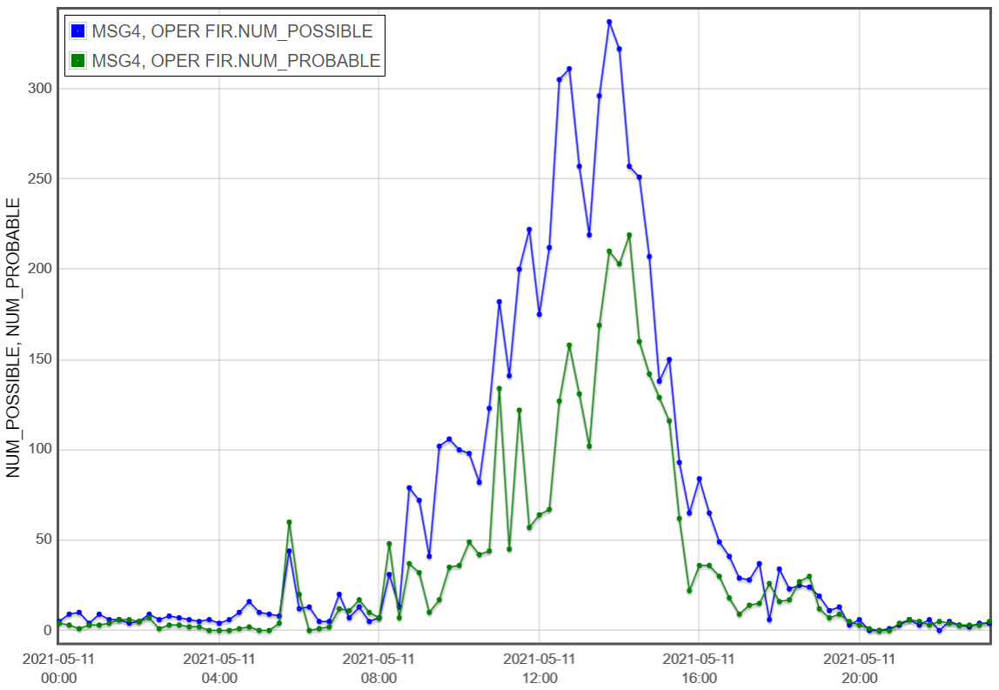 MSG4, OPER FIR.NUM_POSSIBLE
MSG4, OPER FIR.NUM_PROBABLE
NUM_POSSIBLE, NUM_PROBABLE
300
250
200
150
100
50
0
2021-05-11 2021-05-11 2021-05-11 2021-05-11 2021-05-11 2021-05-11
00:00 04:00 08:00 12:00 16:00 20:00